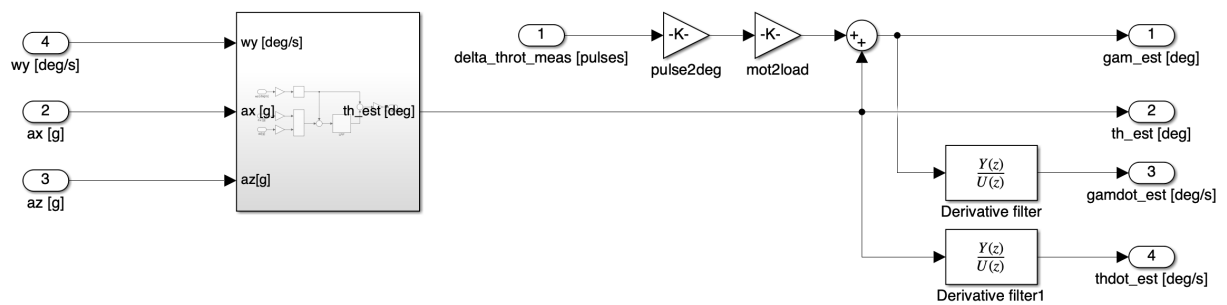 4
wy [deg/s]
2
ax [g]
3
az [g]
wy [deg/s]
ax [g]
az[g]
th_est [deg]
1
delta_throt_meas [pulses]
-K-
pulse2deg
-K-
mot2load
+
+
1
gam_est [deg]
2
th_est [deg]
Y(z)
U(z)
Derivative filter
3
gamdot_est [deg/s]
Y(z)
U(z)
Derivative filter1
4
thdot_est [deg/s]